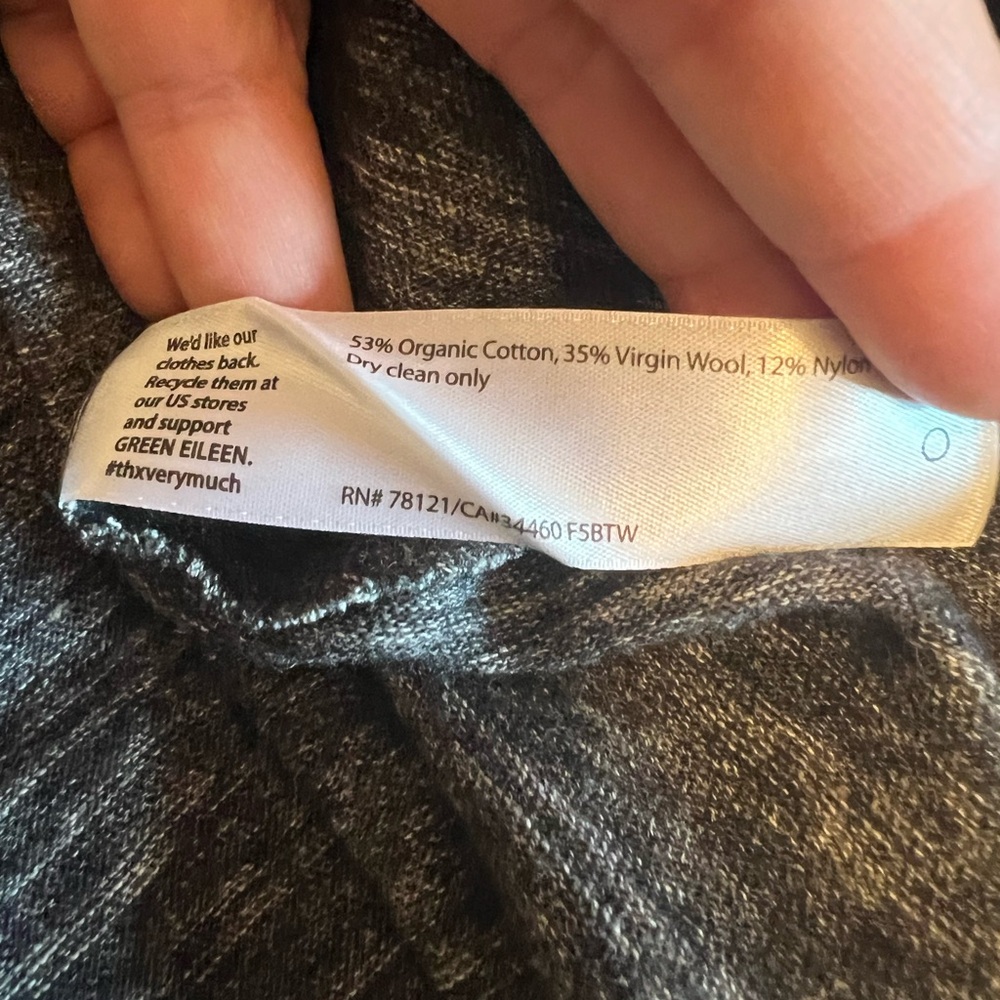 We'd like our
clothes back.
Recycle them at
our US stores
and support
GREEN EILEEN.
#thxverymuch
53% Organic Cotton, 35% Virgin Wool, 12% Nylon
Dry clean only
RN# 78121/CA#34460 F5BTW